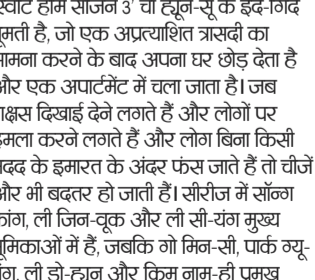 स्वीट होम सीजन 3' चा ह्यून-सू के इर्द-गिर्द
घूमती है, जो एक अप्रत्याशित त्रासदी का
सामना करने के बाद अपना घर छोड़ देता है
और एक अपार्टमेंट में चला जाता है। जब
राक्षस दिखाई देने लगते हैं और लोगों पर
हमला करने लगते हैं और लोग बिना किसी
मदद के इमारत के अंदर फंस जाते हैं तो चीजें
और भी बदतर हो जाती हैं। सीरीज में सॉन्ग
कांग, ली जिन-वूक और ली सी-यंग मुख्य
भूमिकाओं में हैं, जबकि गो मिन-सी, पार्क ग्यू-
यंग, ली डो-ह्यून और किम नाम-ही प्रमुख